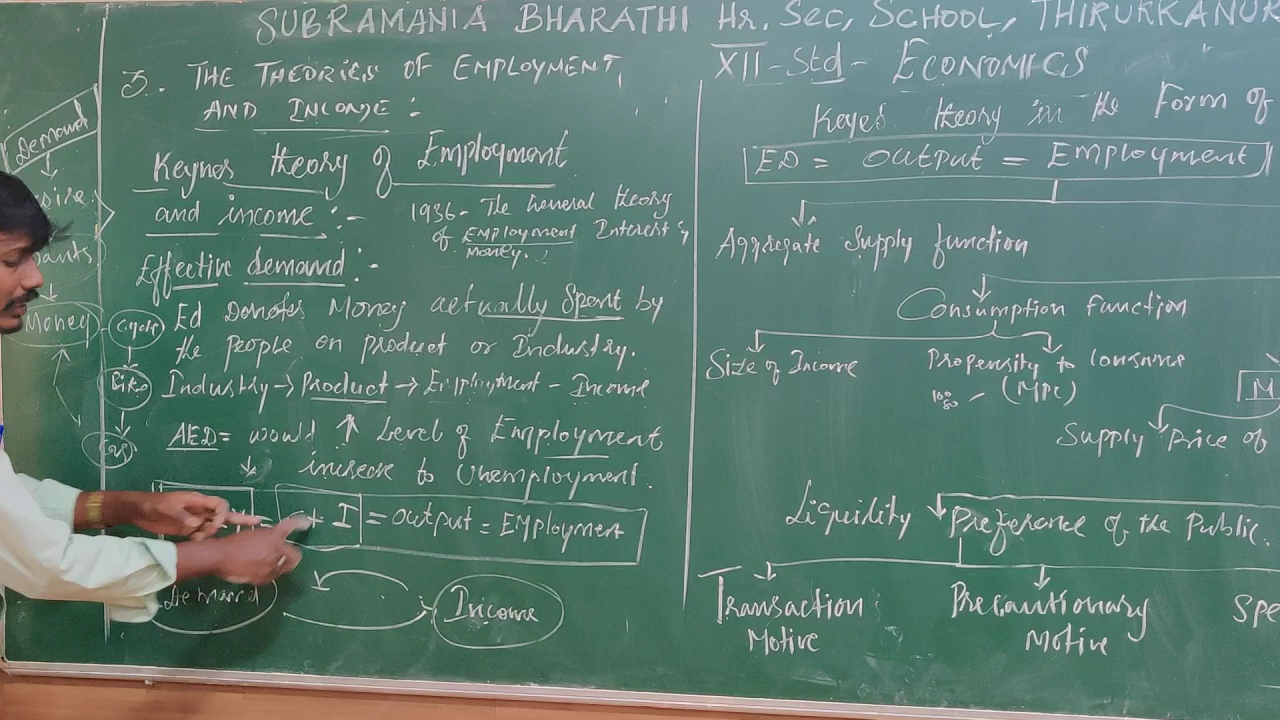 SUBRAMANIA BHARATHI Hr. Sec, SCHOOL, THIRUKKANUR
XII - Std - ECONOMICS
3. THE THEORIES OF EMPLOYMENT,
AND INCOME :
Keynes theory of Employment
and income :-
1936 - The General theory
of Employment Interest &
Money.
Effective demand :-
Ed Donotes Money actually Spent by
the people on product or Industry.
Industry → Product → Employment - Income
AED = would ↑ Level of Employment
↓ increase to Unemployment.
+ I = output = EMployment
Demand
Income
Demand
Money
Cycle
Bike
Car
Keyes theory in the Form of
ED = OUTPUT = EMployment
Aggregate Supply function
Consumption Function
Size of Income
Propensity to Consume
(MPC)
M
Supply Price of
Liquidity Preference of the Public.
Transaction
Motive
Precautionary
Motive
Spe